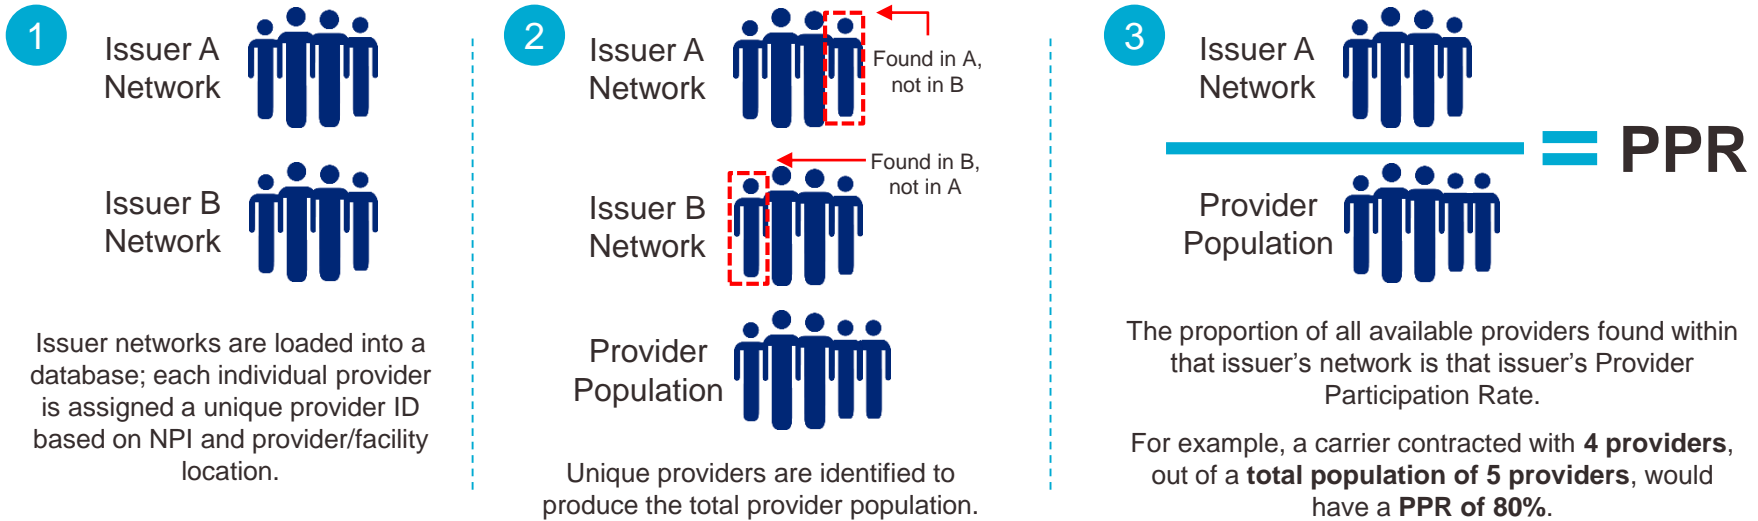 1
Issuer A
Network
Issuer B
Network
Issuer networks are loaded into a
database; each individual provider
is assigned a unique provider ID
based on NPI and provider/facility
location.
2
Issuer A
Network
Found in A,
not in B
Issuer B
Network
Found in B,
not in A
Provider
Population
Unique providers are identified to
produce the total provider population.
3
Issuer A
Network
= PPR
Provider
Population
The proportion of all available providers found within
that issuer’s network is that issuer’s Provider
Participation Rate.
For example, a carrier contracted with 4 providers,
out of a total population of 5 providers, would
have a PPR of 80%.